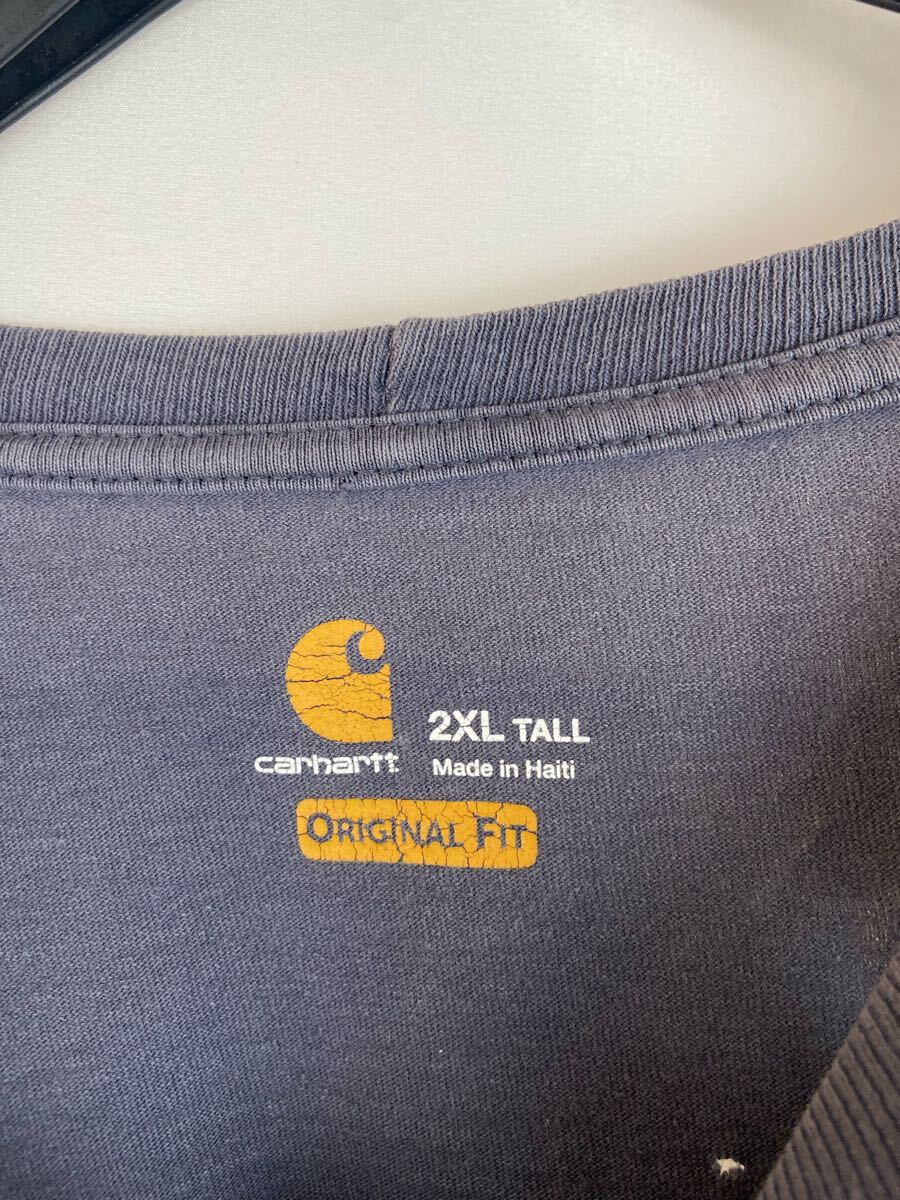 carhartt
2XL TALL
Made in Haiti
ORIGINAL FIT